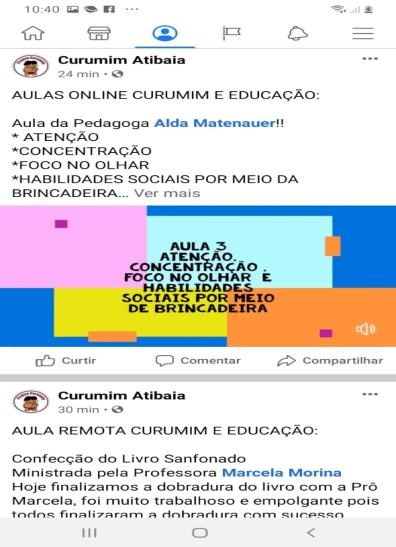 10:40
Curumim Atibaia
24 min
AULAS ONLINE CURUMIM E EDUCAÇÃO:
Aula da Pedagoga Alda Matenauer!!
* ATENÇÃO
*CONCENTRAÇÃO
*FOCO NO OLHAR
*HABILIDADES SOCIAIS POR MEIO DA
BRINCADEIRA... Ver mais
AULA 3
ATENÇÃO.
CONCENTRAÇÃO .
FOCO NO OLHAR E
HABILIDADES
SOCIAIS POR MEIO
DE BRINCADEIRA
Curtir Comentar Compartilhar
Curumim Atibaia
30 min
AULA REMOTA CURUMIM E EDUCAÇÃO:
Confecção do Livro Sanfonado
Ministrada pela Professora Marcela Morina
Hoje finalizamos a dobradura do livro com a Prô
Marcela, foi muito trabalhoso e empolgante pois
todos finalizaram a dobradura com sucesso